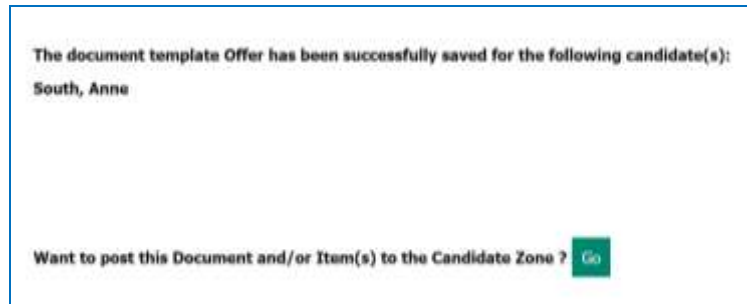 The document template Offer has been successfully saved for the following candidate(s):
South, Anne
Want to post this Document and/or Item(s) to the Candidate Zone ? Go